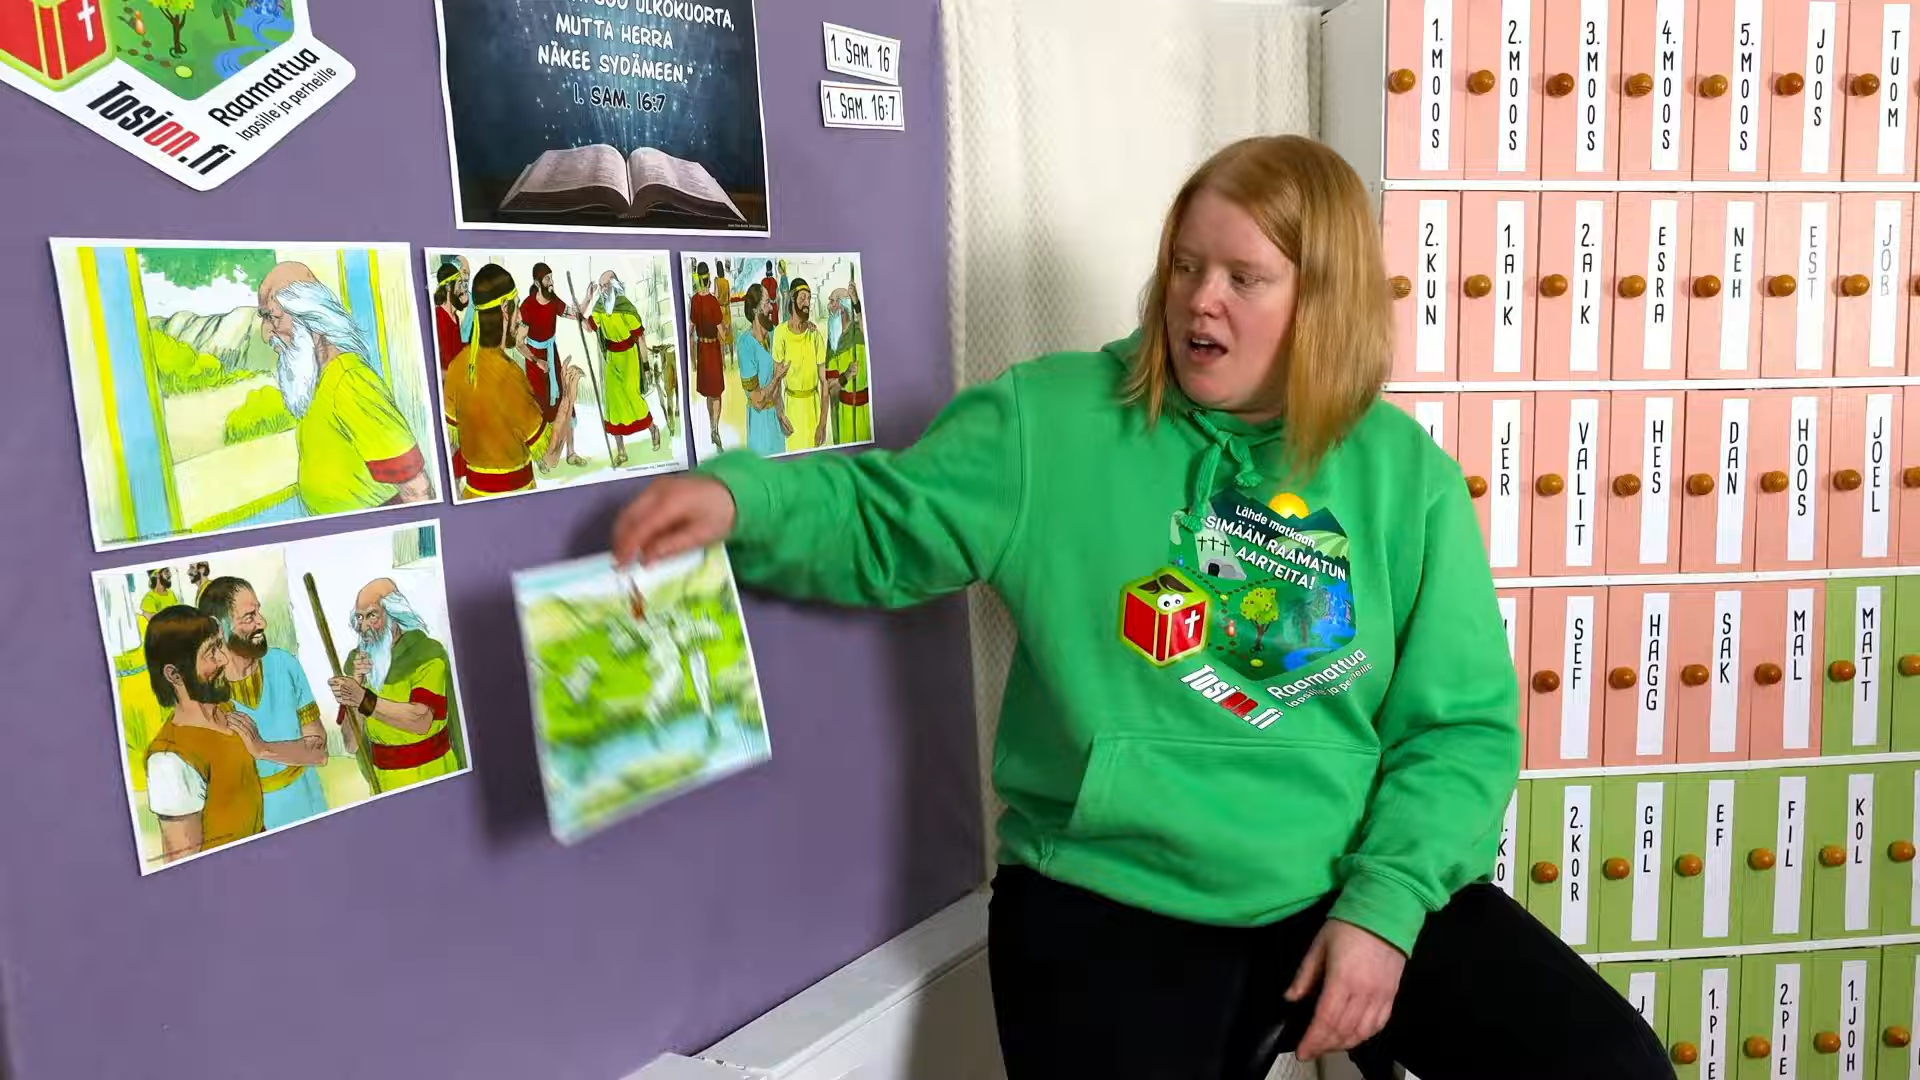 Tosion.fi
Raamattua
lapsille ja perheille
ULKOKUORTA,
MUTTA HERRA
NÄKEE SYDÄMEEN."
1. SAM. 16:7
1. SAM. 16
1. SAM. 16:7
1. MOOS
2. MOOS
3. MOOS
4. MOOS
5. MOOS
JOOS
TUOM
2. KUN
1. AIK
2. AIK
ESRA
NEH
EST
JOB
JER
VALIT
HES
DAN
HOOS
JOEL
SEF
HAGG
SAK
MAL
MATT
2. KOR
GAL
EF
FIL
KOL
1. PIE
2. PIE
1. JOH
Lähde matkaan
SIMÄÄN RAAMATUN
AARTEITA!
Tosion.fi
Raamattua
lapsille ja perheille